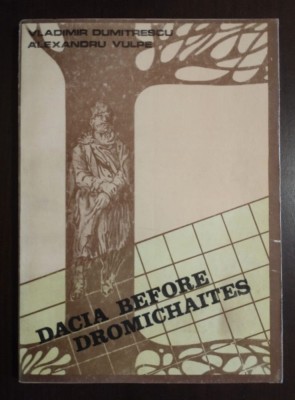 VLADIMIR DUMITRESCU
ALEXANDRU VULPE
DACIA BEFORE
DROMICHAITES